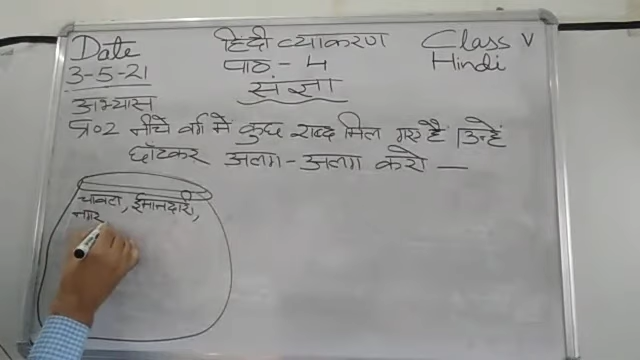 Date
3-5-21
हिंदी व्याकरण
पाठ - 4
संज्ञा
Class V
Hindi
अभ्यास
प्र०2 नीचे वर्ग में कुछ शब्द मिल गए हैं। उन्हें
छाँटकर अलग-अलग करो —
ईमानदारी,
नगर